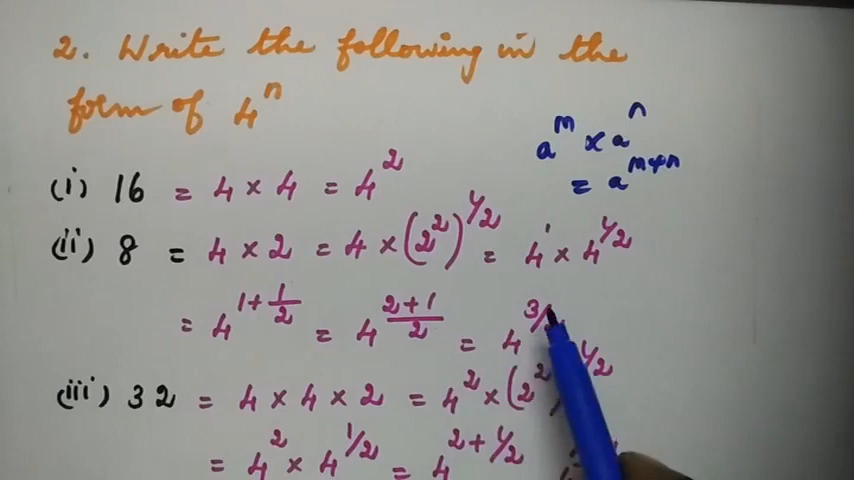 2. Write the following in the
form of 4^n
a^m × a^n
= a^(m+n)
(i) 16 = 4 × 4 = 4^2
(ii) 8 = 4 × 2 = 4 × (2^2)^(1/2) = 4^1 × 4^(1/2)
= 4^(1+1/2) = 4^((2+1)/2) = 4^(3/
(iii) 32 = 4 × 4 × 2 = 4^2 × (2^2)^(1/2)
= 4^2 × 4^(1/2) = 4^(2+1/2)